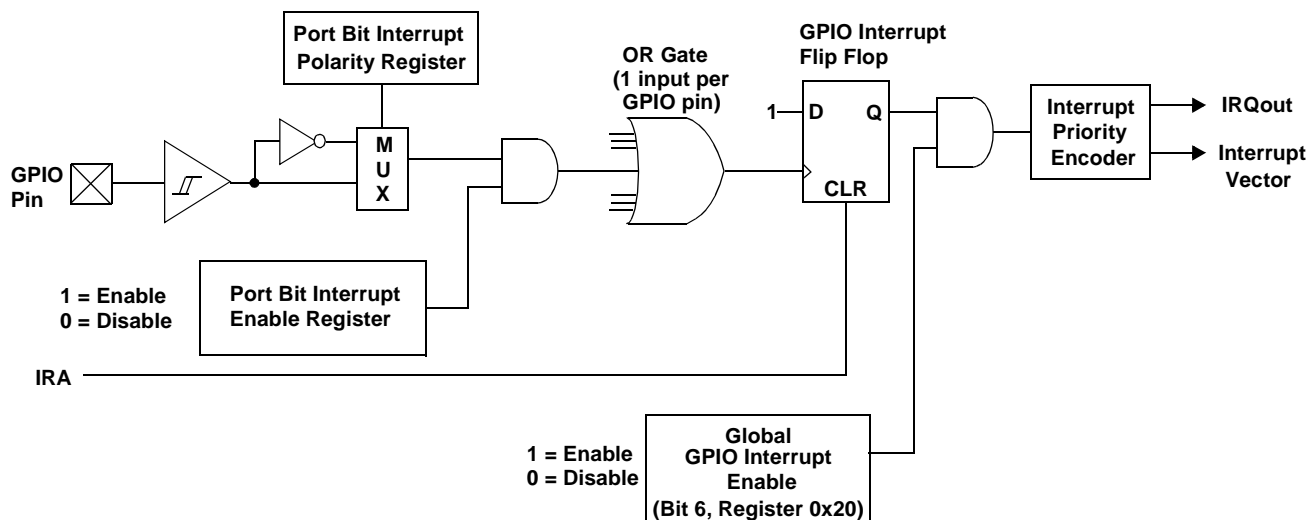 Port Bit Interrupt
Polarity Register
OR Gate
(1 input per
GPIO pin)
GPIO Interrupt
Flip Flop
M
U
X
1
D
Q
CLR
Interrupt
Priority
Encoder
IRQout
Interrupt
Vector
GPIO
Pin
1 = Enable
0 = Disable
Port Bit Interrupt
Enable Register
IRA
1 = Enable
0 = Disable
Global
GPIO Interrupt
Enable
(Bit 6, Register 0x20)